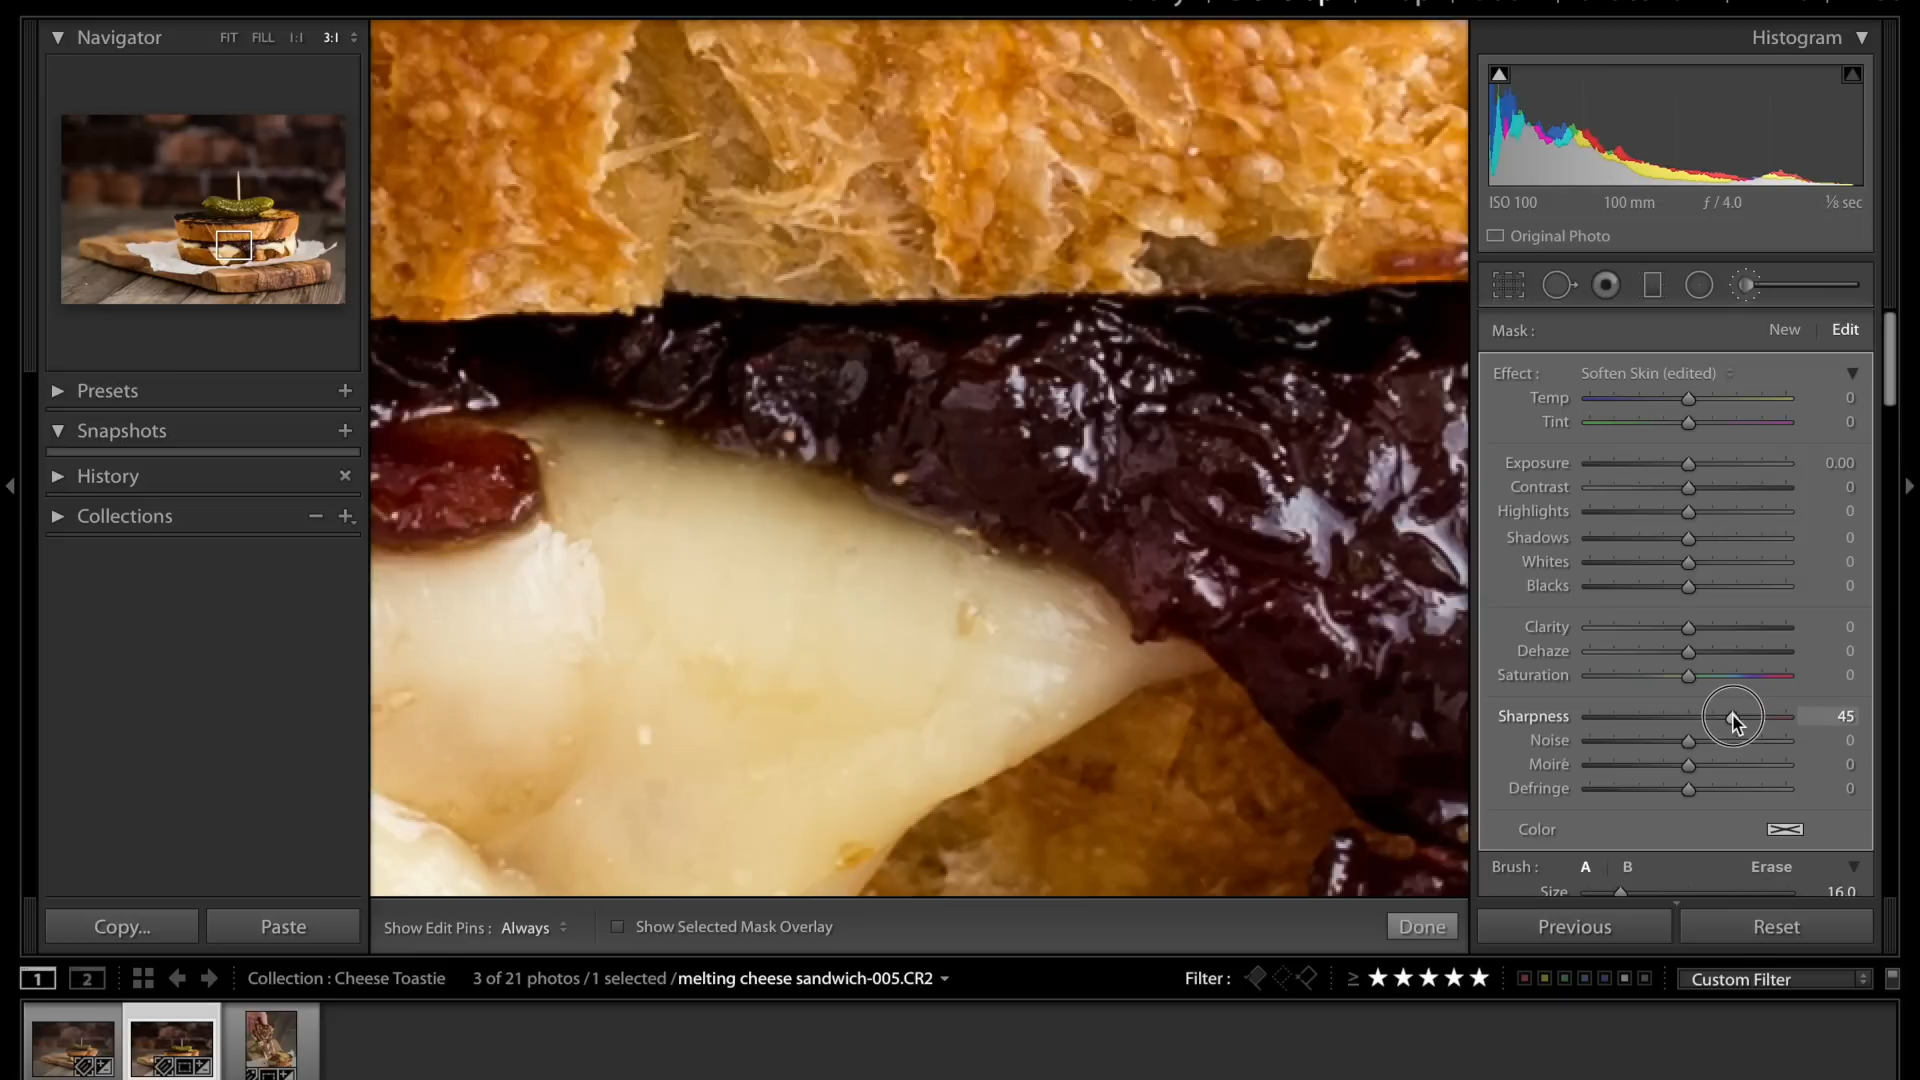 Navigator FIT FILL 1:1 3:1
Histogram
ISO 100 100 mm ƒ / 4.0 ⅛ sec
Original Photo
Mask : New Edit
Effect : Soften Skin (edited)
Temp 0
Tint 0
Exposure 0.00
Contrast 0
Highlights 0
Shadows 0
Whites 0
Blacks 0
Clarity 0
Dehaze 0
Saturation 0
Sharpness 45
Noise 0
Moiré 0
Defringe 0
Color
Brush : A B Erase
Size 16.0
Presets
Snapshots
History
Collections
Copy... Paste
Show Edit Pins : Always Show Selected Mask Overlay Done
Previous Reset
1 2 Collection : Cheese Toastie 3 of 21 photos / 1 selected / melting cheese sandwich-005.CR2 Filter : ≥ ★★★★★ Custom Filter